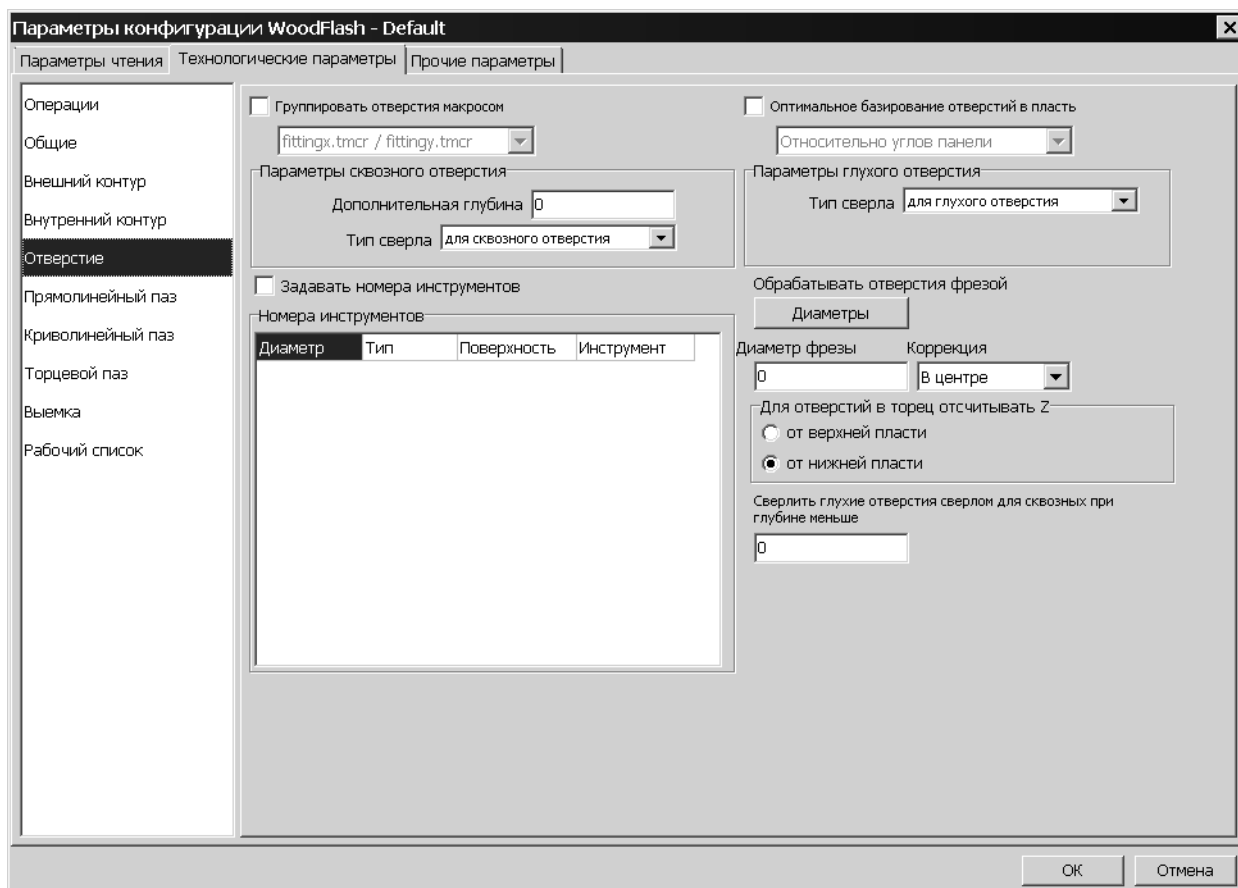 Параметры конфигурации WoodFlash - Default
Параметры чтения Технологические параметры Прочие параметры
Операции
Общие
Внешний контур
Внутренний контур
Отверстие
Прямолинейный паз
Криволинейный паз
Торцевой паз
Выемка
Рабочий список
Группировать отверстия макросом
fittingx.tmcr / fittingy.tmcr
Параметры сквозного отверстия
Дополнительная глубина 0
Тип сверла для сквозного отверстия
Задавать номера инструментов
Номера инструментов
Диаметр Тип Поверхность Инструмент
Оптимальное базирование отверстий в пласть
Относительно углов панели
Параметры глухого отверстия
Тип сверла для глухого отверстия
Обрабатывать отверстия фрезой
Диаметры
Диаметр фрезы Коррекция
0 В центре
Для отверстий в торец отсчитывать Z
от верхней пласти
от нижней пласти
Сверлить глухие отверстия сверлом для сквозных при
глубине меньше
0
ОК Отмена